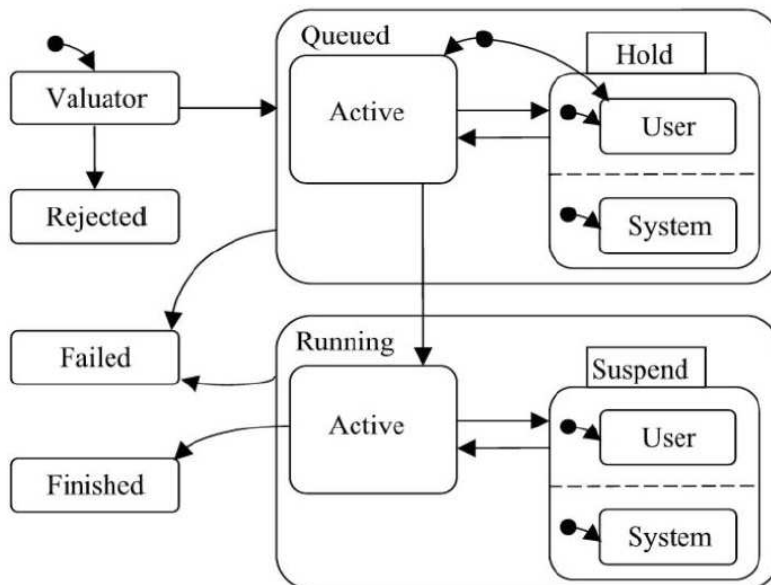 Queued
Hold
Valuator
Active
User
Rejected
System
Running
Failed
Suspend
Active
User
Finished
System